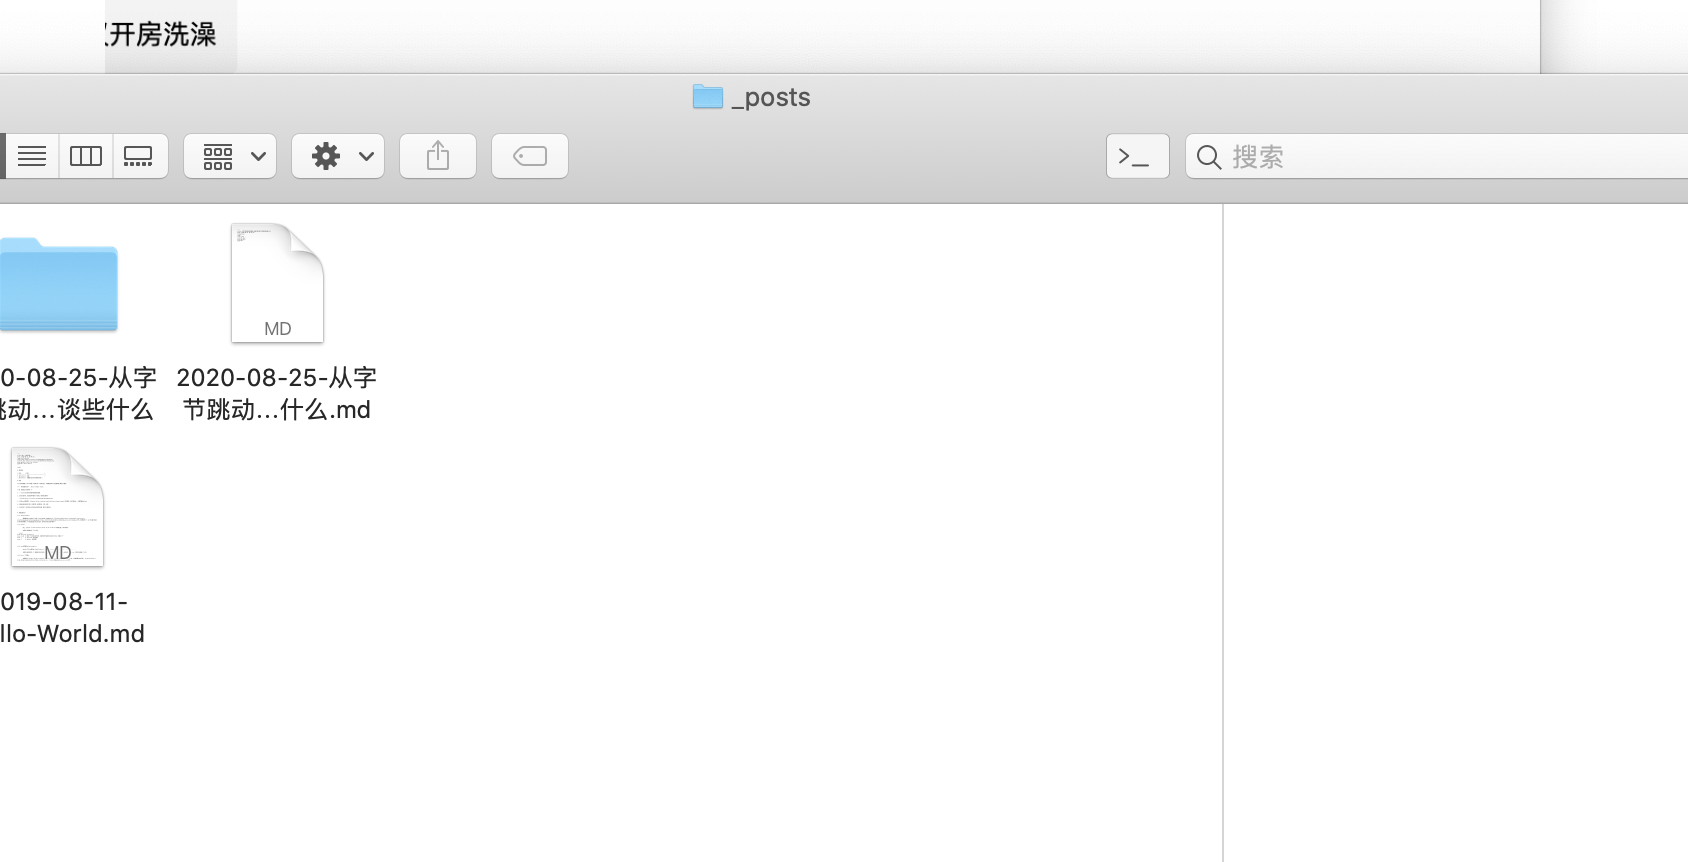 开房洗澡
_posts
>_
搜索
0-08-25-从字
跳动...谈些什么
2020-08-25-从字
节跳动...什么.md
MD
MD
019-08-11-
llo-World.md